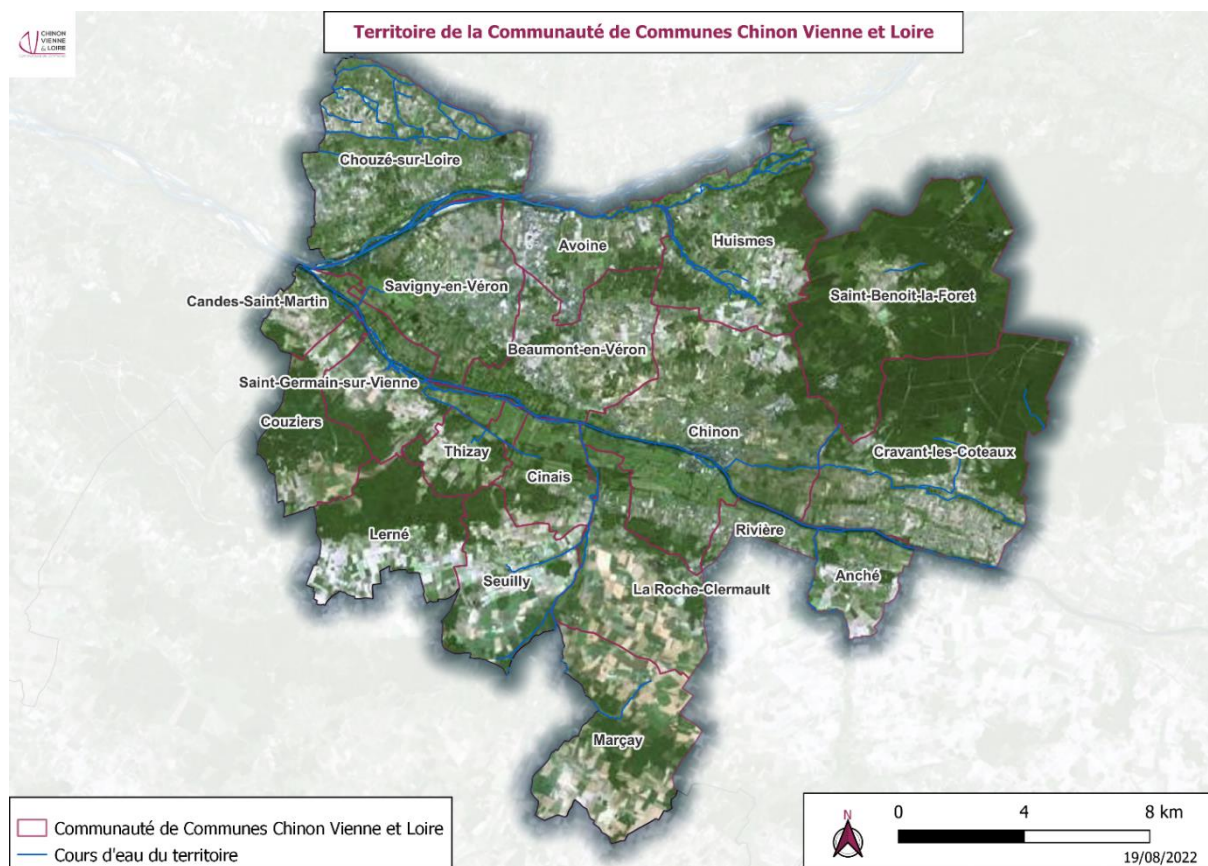 Territoire de la Communauté de Communes Chinon Vienne et Loire
CHINON
VIENNE
& LOIRE
Chouzé-sur-Loire
Avoine
Huismes
Savigny-en-Véron
Candes-Saint-Martin
Saint-Benoit-la-Foret
Beaumont-en-Véron
Saint-Germain-sur-Vienne
Couziers
Chinon
Thizay
Cravant-les-Coteaux
Cinais
Rivière
Lerné
Seuilly
La Roche-Clermault
Anché
Marçay
Communauté de Communes Chinon Vienne et Loire
Cours d'eau du territoire
N
0 4 8 km
19/08/2022